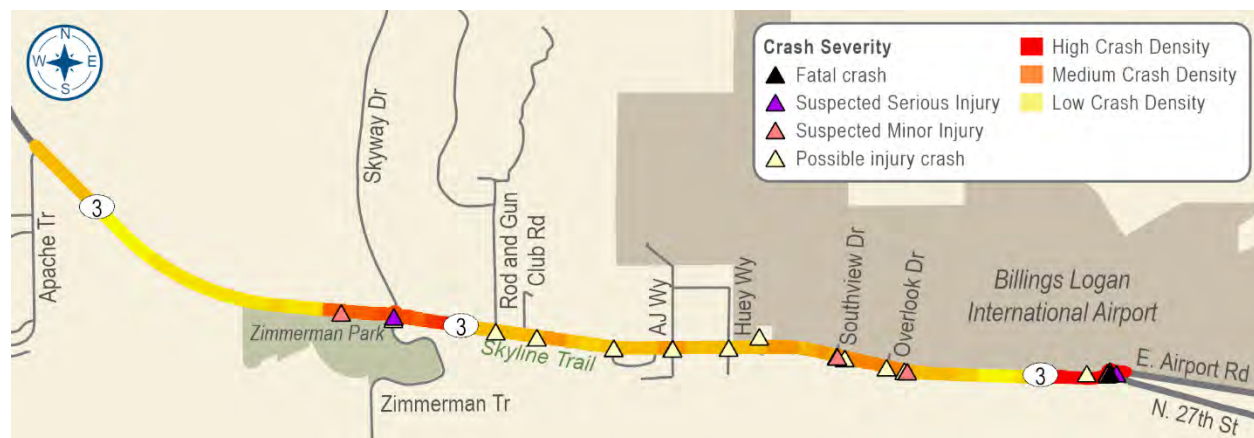 N
W
E
S
Crash Severity
Fatal crash
Suspected Serious Injury
Suspected Minor Injury
Possible injury crash
High Crash Density
Medium Crash Density
Low Crash Density
3
Apache Tr
Skyway Dr
Zimmerman Park
Zimmerman Tr
3
Rod and Gun
Club Rd
Skyline Trail
AJ Wy
Huey Wy
Southview Dr
Overlook Dr
Billings Logan
International Airport
3
E. Airport Rd
N. 27th St